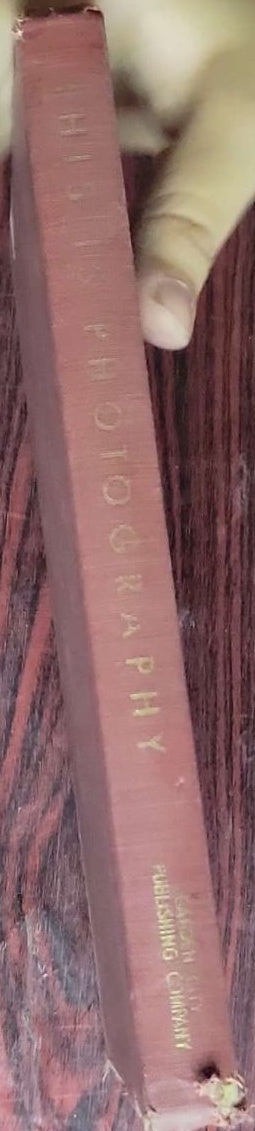 THIS IS PHOTOGRAPHY
GARDEN CITY
PUBLISHING COMPANY